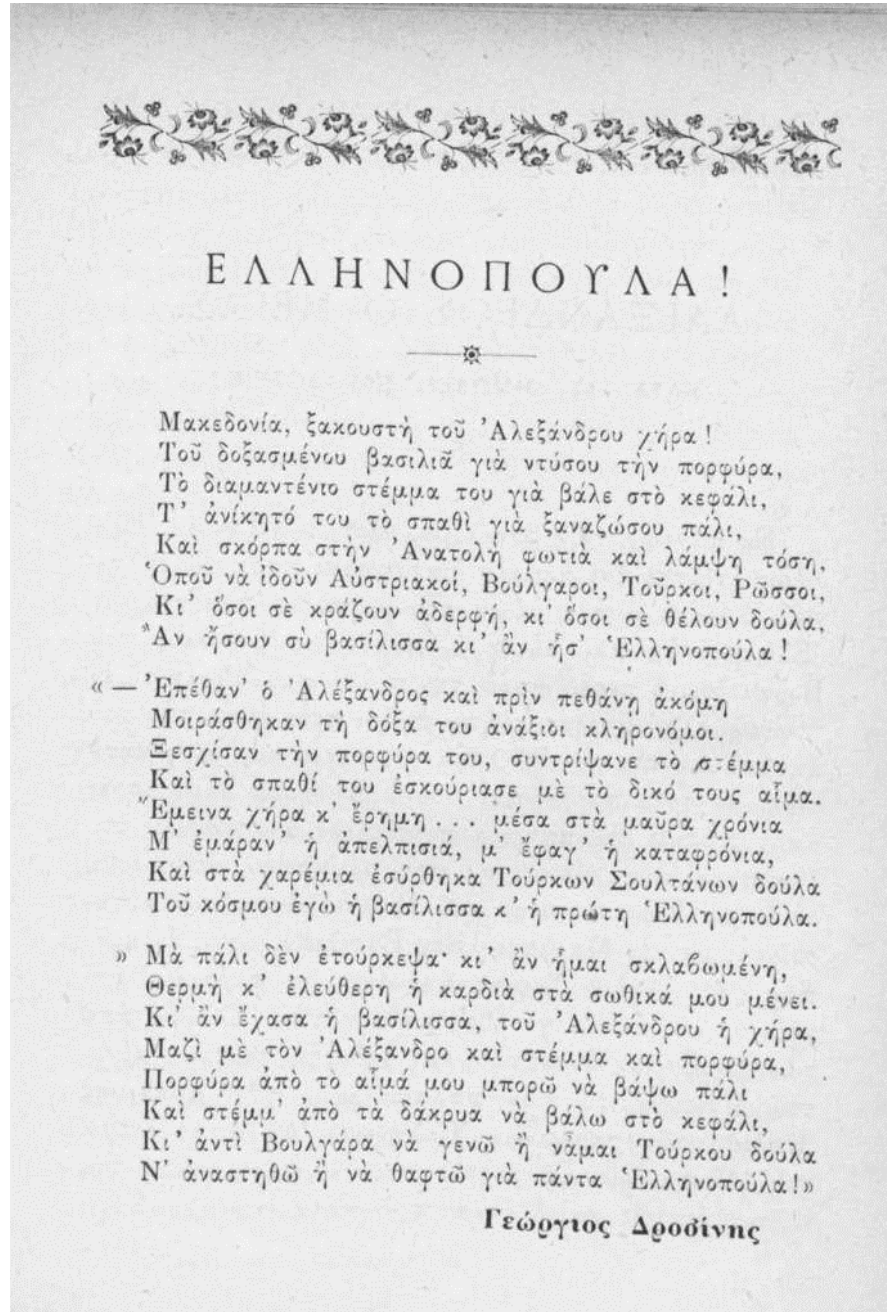 ΕΛΛΗΝΟΠΟΥΛΑ!
Μακεδονία, ξακουστὴ τοῦ Ἀλεξάνδρου χήρα!
Τοῦ δοξασμένου βασιλιᾶ γιὰ ντύσου τὴν πορφύρα,
Τὸ διαμαντένιο στέμμα του γιὰ βάλε στὸ κεφάλι,
Τ' ἀνίκητό του τὸ σπαθὶ γιὰ ξαναζώσου πάλι,
Καὶ σκόρπα στὴν Ἀνατολὴ φωτιὰ καὶ λάμψη τόση,
Ὁποῦ νὰ ἰδοῦν Αὐστριακοί, Βούλγαροι, Τοῦρκοι, Ρῶσσοι,
Κι' ὅσοι σὲ κράζουν ἀδερφή, κι' ὅσοι σὲ θέλουν δούλα,
Ἂν ἤσουν σὺ βασίλισσα κι' ἂν ᾖσ' Ἑλληνοπούλα!
« — Ἐπέθαν' ὁ Ἀλέξανδρος καὶ πρὶν πεθάνῃ ἀκόμη
Μοιράσθηκαν τὴ δόξα του ἀνάξιοι κληρονόμοι.
Ξεσχίσαν τὴν πορφύρα του, συντρίψανε τὸ στέμμα
Καὶ τὸ σπαθί του ἐσκούριασε μὲ τὸ δικό τους αἷμα.
Ἔμεινα χήρα κ' ἔρημη... μέσα στὰ μαῦρα χρόνια
Μ' ἐμάραν' ἡ ἀπελπισιά, μ' ἔφαγ' ἡ καταφρόνια,
Καὶ στὰ χαρέμια ἐσύρθηκα Τούρκων Σουλτάνων δούλα
Τοῦ κόσμου ἐγὼ ἡ βασίλισσα κ' ἡ πρώτη Ἑλληνοπούλα.
» Μὰ πάλι δὲν ἐτούρκεψα· κι' ἂν ἦμαι σκλαβωμένη,
Θερμὴ κ' ἐλεύθερη ἡ καρδιὰ στὰ σωθικά μου μένει.
Κι' ἂν ἔχασα ἡ βασίλισσα, τοῦ Ἀλεξάνδρου ἡ χήρα,
Μαζὶ μὲ τὸν Ἀλέξανδρο καὶ στέμμα καὶ πορφύρα,
Πορφύρα ἀπὸ τὸ αἷμά μου μπορῶ νὰ βάψω πάλι
Καὶ στέμμ' ἀπὸ τὰ δάκρυα νὰ βάλω στὸ κεφάλι,
Κι' ἀντὶ Βουλγάρα νὰ γενῶ ἢ νἆμαι Τούρκου δούλα
Ν' ἀναστηθῶ ἢ νὰ θαφτῶ γιὰ πάντα Ἑλληνοπούλα!»
Γεώργιος Δροσίνης